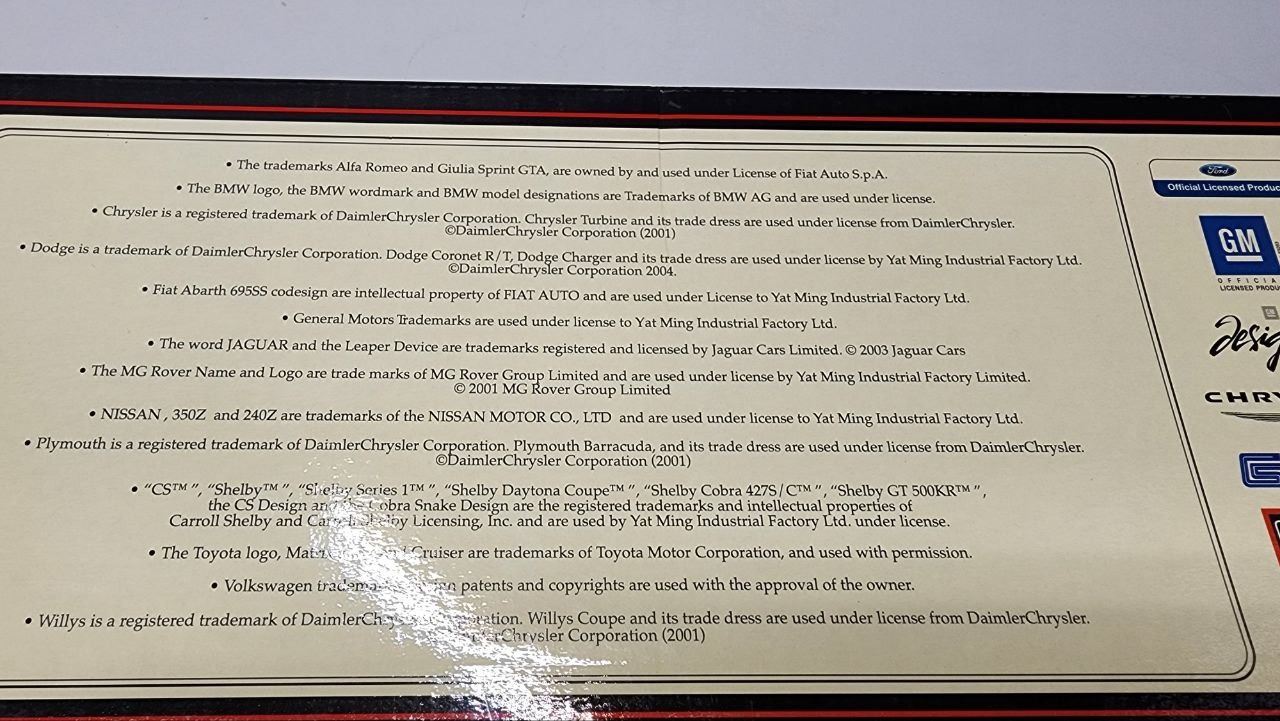 • The trademarks Alfa Romeo and Giulia Sprint GTA, are owned by and used under License of Fiat Auto S.p.A.
• The BMW logo, the BMW wordmark and BMW model designations are Trademarks of BMW AG and are used under license.
• Chrysler is a registered trademark of DaimlerChrysler Corporation. Chrysler Turbine and its trade dress are used under license from DaimlerChrysler.
©DaimlerChrysler Corporation (2001)
• Dodge is a trademark of DaimlerChrysler Corporation. Dodge Coronet R/T, Dodge Charger and its trade dress are used under license by Yat Ming Industrial Factory Ltd.
©DaimlerChrysler Corporation 2004.
• Fiat Abarth 695SS codesign are intellectual property of FIAT AUTO and are used under License to Yat Ming Industrial Factory Ltd.
• General Motors Trademarks are used under license to Yat Ming Industrial Factory Ltd.
• The word JAGUAR and the Leaper Device are trademarks registered and licensed by Jaguar Cars Limited. © 2003 Jaguar Cars
• The MG Rover Name and Logo are trade marks of MG Rover Group Limited and are used under license by Yat Ming Industrial Factory Limited.
© 2001 MG Rover Group Limited
• NISSAN, 350Z and 240Z are trademarks of the NISSAN MOTOR CO., LTD and are used under license to Yat Ming Industrial Factory Ltd.
• Plymouth is a registered trademark of DaimlerChrysler Corporation. Plymouth Barracuda, and its trade dress are used under license from DaimlerChrysler.
©DaimlerChrysler Corporation (2001)
• "CS™", "Shelby™", "Shelby Series 1™", "Shelby Daytona Coupe™", "Shelby Cobra 427S/C™", "Shelby GT 500KR™",
the CS Design and the Cobra Snake Design are the registered trademarks and intellectual properties of
Carroll Shelby and Carroll Shelby Licensing, Inc. and are used by Yat Ming Industrial Factory Ltd. under license.
• The Toyota logo, Cruiser are trademarks of Toyota Motor Corporation, and used with permission.
• Volkswagen patents and copyrights are used with the approval of the owner.
• Willys is a registered trademark of Willys Coupe and its trade dress are used under license from DaimlerChrysler.
Corporation (2001)
Ford
Official Licensed Produc
GM
OFFICIA
LICENSED PRODU
GM
Desig
CHRY